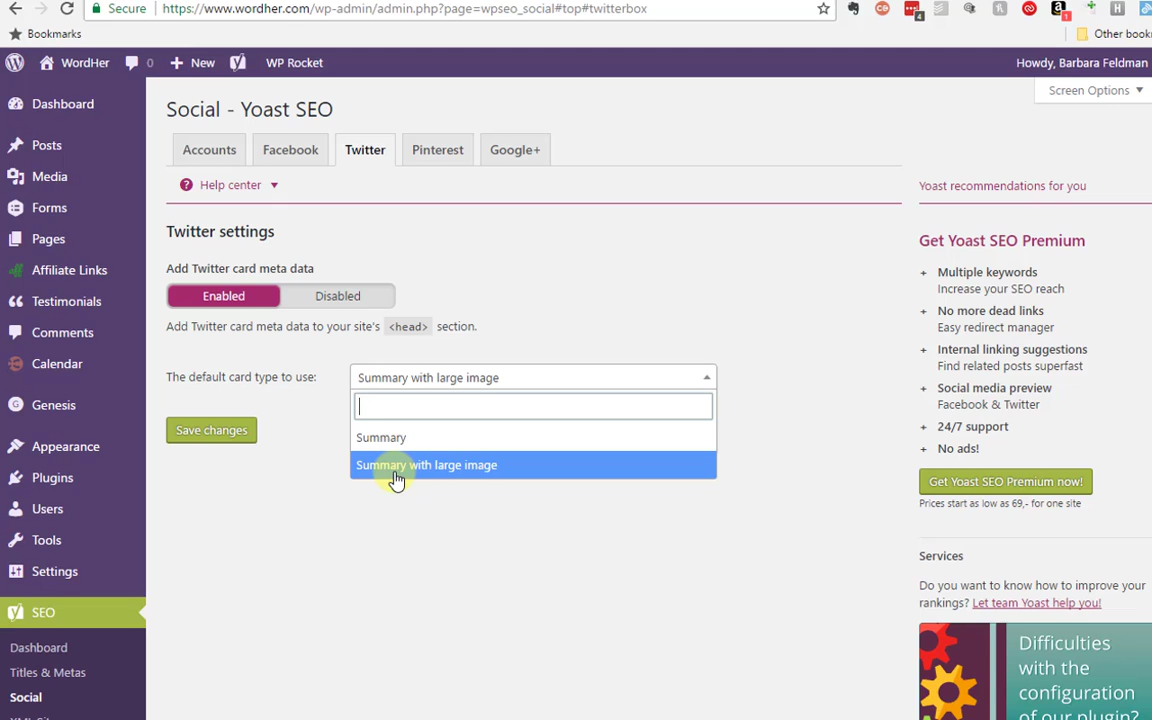 Secure https://www.wordher.com/wp-admin/admin.php?page=wpseo_social#top#twitterbox
4
1
H
Bookmarks
Other book
WordHer 0 New WP Rocket Howdy, Barbara Feldman
Screen Options
Dashboard
Posts
Media
Forms
Pages
Affiliate Links
Testimonials
Comments
Calendar
Genesis
Appearance
Plugins
Users
Tools
Settings
SEO
Dashboard
Titles & Metas
Social
Social - Yoast SEO
Accounts Facebook Twitter Pinterest Google+
Help center
Twitter settings
Add Twitter card meta data
Enabled Disabled
Add Twitter card meta data to your site's <head> section.
The default card type to use: Summary with large image
Summary
Summary with large image
Save changes
Yoast recommendations for you
Get Yoast SEO Premium
+ Multiple keywords
Increase your SEO reach
+ No more dead links
Easy redirect manager
+ Internal linking suggestions
Find related posts superfast
+ Social media preview
Facebook & Twitter
+ 24/7 support
+ No ads!
Get Yoast SEO Premium now!
Prices start as low as 69,- for one site
Services
Do you want to know how to improve your
rankings? Let team Yoast help you!
Difficulties
with the
configuration
of our plugin?